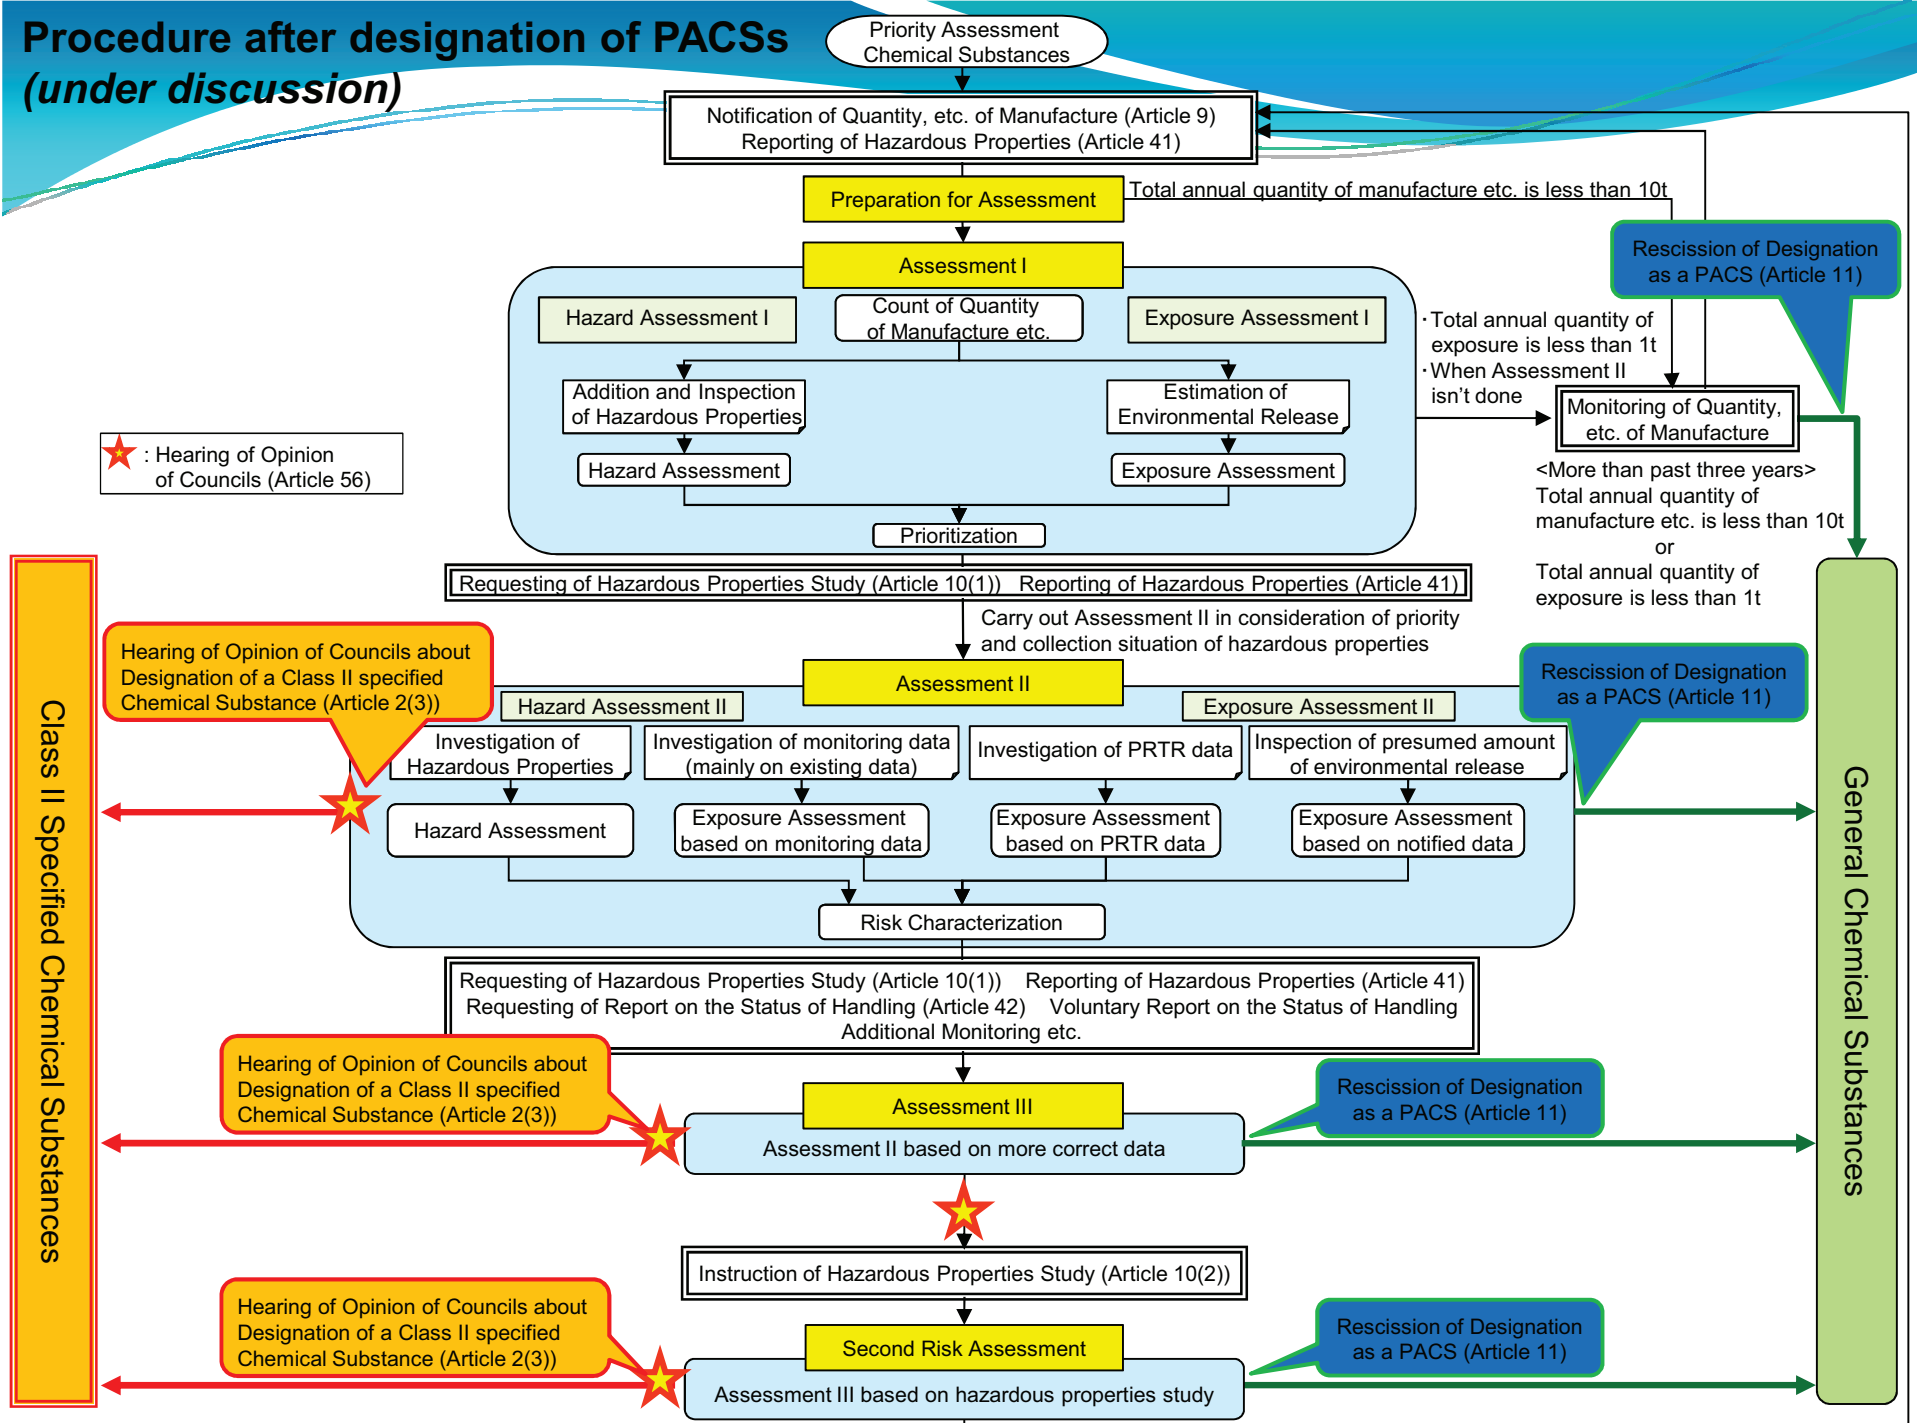 Procedure after designation of PACSs
(under discussion)
Priority Assessment
Chemical Substances
Notification of Quantity, etc. of Manufacture (Article 9)
Reporting of Hazardous Properties (Article 41)
Preparation for Assessment
Total annual quantity of manufacture etc. is less than 10t
Rescission of Designation
as a PACS (Article 11)
Assessment I
Hazard Assessment I
Count of Quantity
of Manufacture etc.
Exposure Assessment I
・Total annual quantity of
exposure is less than 1t
・When Assessment II
isn't done
Addition and Inspection
of Hazardous Properties
Estimation of
Environmental Release
Monitoring of Quantity,
etc. of Manufacture
: Hearing of Opinion
of Councils (Article 56)
Hazard Assessment
Exposure Assessment
<More than past three years>
Total annual quantity of
manufacture etc. is less than 10t
or
Total annual quantity of
exposure is less than 1t
Prioritization
Requesting of Hazardous Properties Study (Article 10(1)) Reporting of Hazardous Properties (Article 41)
Carry out Assessment II in consideration of priority
and collection situation of hazardous properties
Hearing of Opinion of Councils about
Designation of a Class II specified
Chemical Substance (Article 2(3))
Assessment II
Rescission of Designation
as a PACS (Article 11)
Hazard Assessment II
Exposure Assessment II
Investigation of
Hazardous Properties
Investigation of monitoring data
(mainly on existing data)
Investigation of PRTR data
Inspection of presumed amount
of environmental release
Hazard Assessment
Exposure Assessment
based on monitoring data
Exposure Assessment
based on PRTR data
Exposure Assessment
based on notified data
Risk Characterization
Class II Specified Chemical Substances
General Chemical Substances
Requesting of Hazardous Properties Study (Article 10(1)) Reporting of Hazardous Properties (Article 41)
Requesting of Report on the Status of Handling (Article 42) Voluntary Report on the Status of Handling
Additional Monitoring etc.
Hearing of Opinion of Councils about
Designation of a Class II specified
Chemical Substance (Article 2(3))
Assessment III
Assessment II based on more correct data
Rescission of Designation
as a PACS (Article 11)
Instruction of Hazardous Properties Study (Article 10(2))
Hearing of Opinion of Councils about
Designation of a Class II specified
Chemical Substance (Article 2(3))
Second Risk Assessment
Assessment III based on hazardous properties study
Rescission of Designation
as a PACS (Article 11)